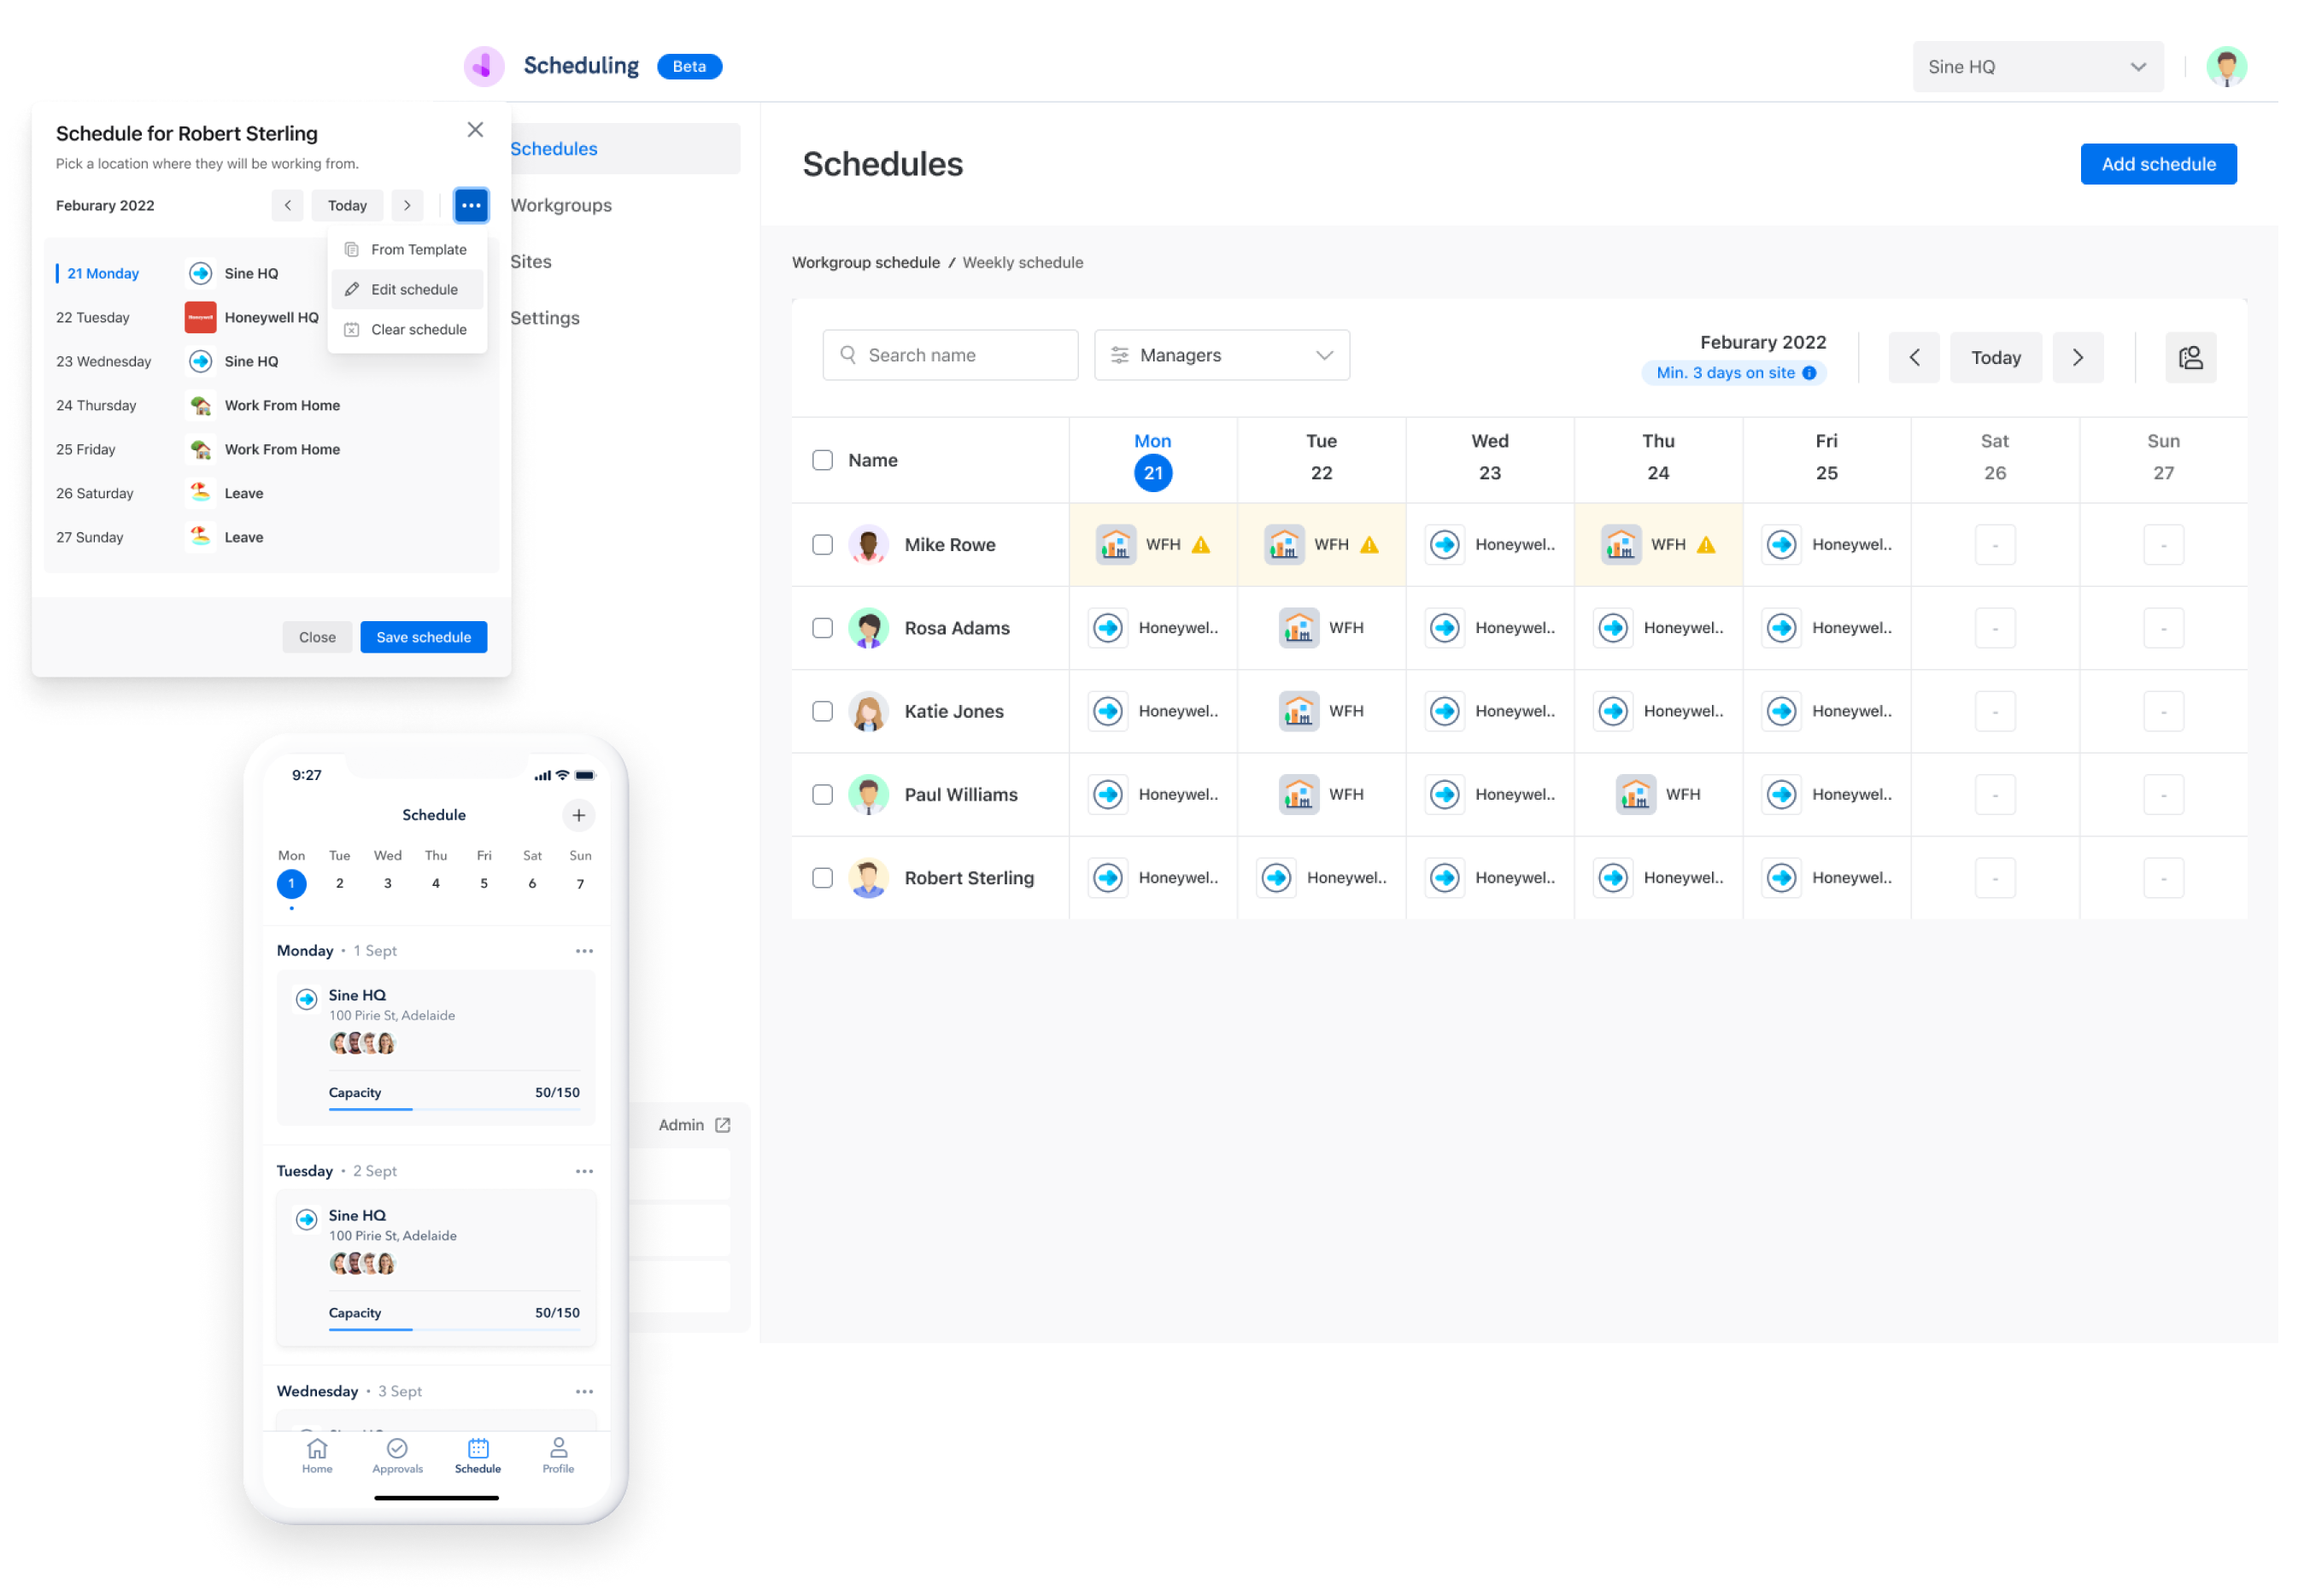 Scheduling Beta
Sine HQ
Schedule for Robert Sterling
Pick a location where they will be working from.
Feburary 2022 Today
From Template
Edit schedule
Clear schedule
21 Monday Sine HQ
22 Tuesday Honeywell Honeywell HQ
23 Wednesday Sine HQ
24 Thursday Work From Home
25 Friday Work From Home
26 Saturday Leave
27 Sunday Leave
Close Save schedule
Schedules
Workgroups
Sites
Settings
Admin
Schedules Add schedule
Workgroup schedule / Weekly schedule
Search name Managers Feburary 2022 Today
Min. 3 days on site
Name Mon Tue Wed Thu Fri Sat Sun
21 22 23 24 25 26 27
Mike Rowe WFH WFH Honeywel.. WFH Honeywel.. - -
Rosa Adams Honeywel.. WFH Honeywel.. Honeywel.. Honeywel.. - -
Katie Jones Honeywel.. WFH Honeywel.. Honeywel.. Honeywel.. - -
Paul Williams Honeywel.. WFH Honeywel.. WFH Honeywel.. - -
Robert Sterling Honeywel.. Honeywel.. Honeywel.. Honeywel.. Honeywel.. - -
9:27
Schedule
Mon Tue Wed Thu Fri Sat Sun
1 2 3 4 5 6 7
Monday • 1 Sept
Sine HQ
100 Pirie St, Adelaide
Capacity 50/150
Tuesday • 2 Sept
Sine HQ
100 Pirie St, Adelaide
Capacity 50/150
Wednesday • 3 Sept
Home Approvals Schedule Profile